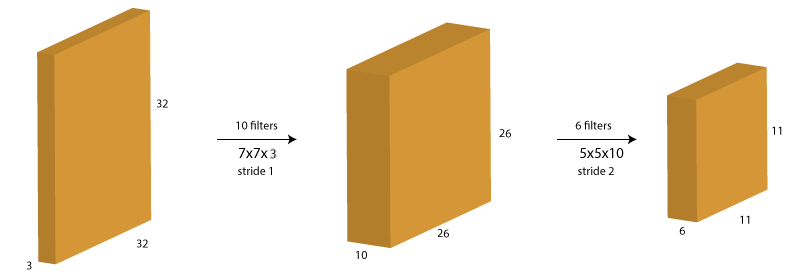 32
32
3
10 filters
7x7x3
stride 1
26
26
10
6 filters
5x5x10
stride 2
11
11
6